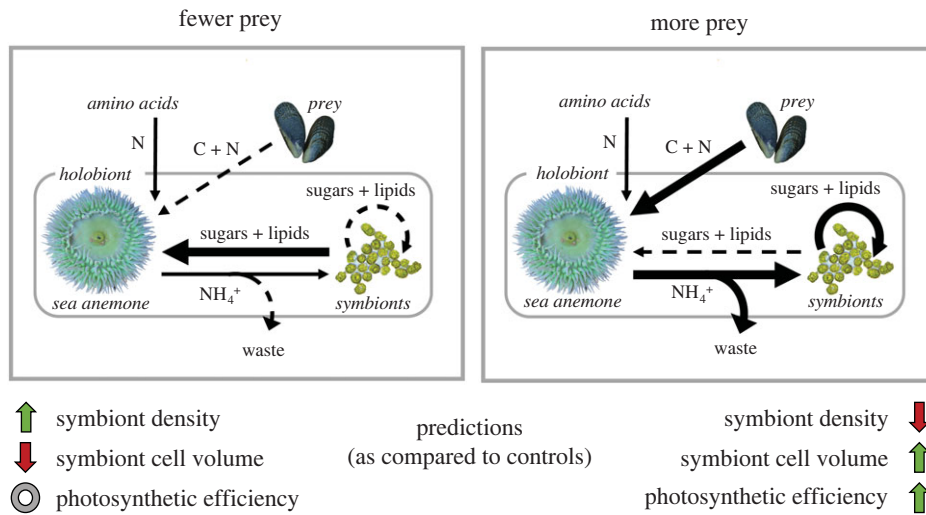 fewer prey
amino acids
prey
N
C + N
holobiont
sugars + lipids
sugars + lipids
NH₄⁺
sea anemone
symbionts
waste
more prey
amino acids
prey
N
C + N
holobiont
sugars + lipids
sugars + lipids
NH₄⁺
sea anemone
symbionts
waste
symbiont density
symbiont cell volume
photosynthetic efficiency
predictions
(as compared to controls)
symbiont density
symbiont cell volume
photosynthetic efficiency